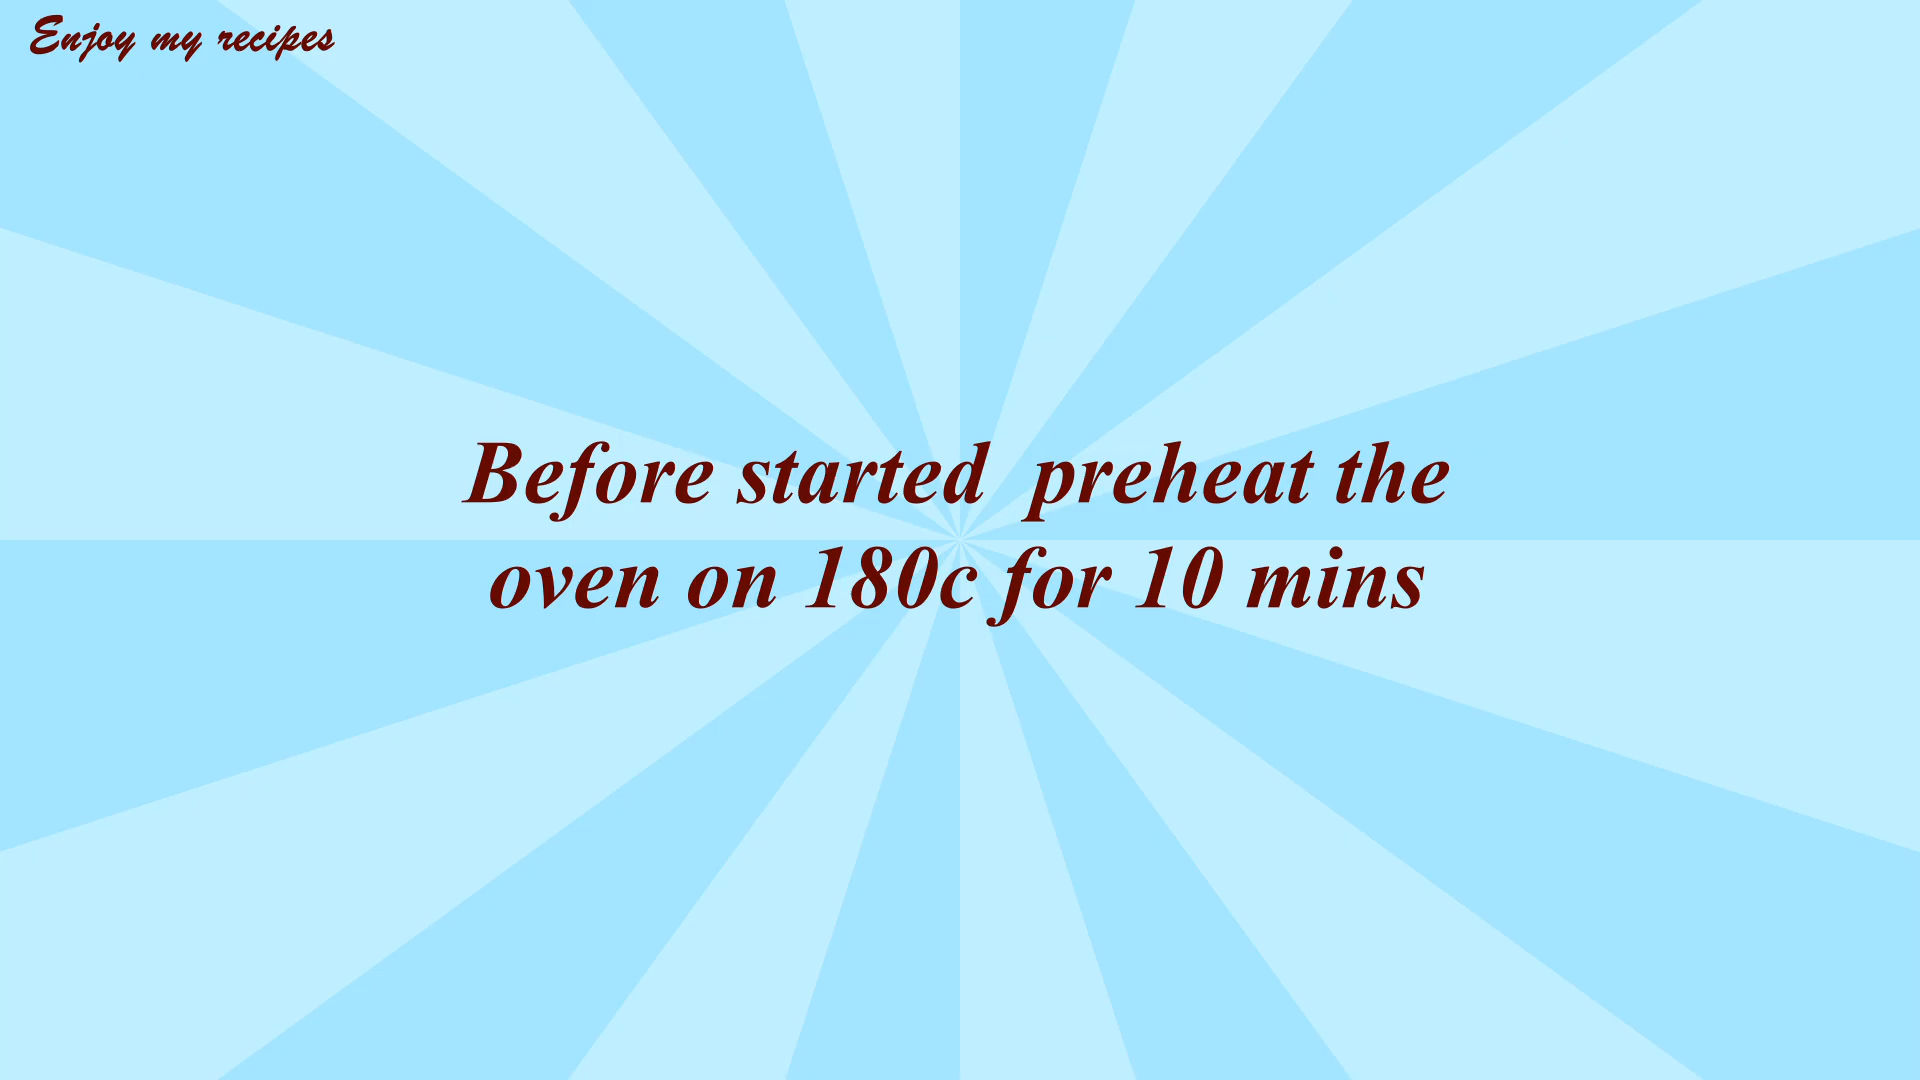 Enjoy my recipes
Before started  preheat the
oven on 180c for 10 mins